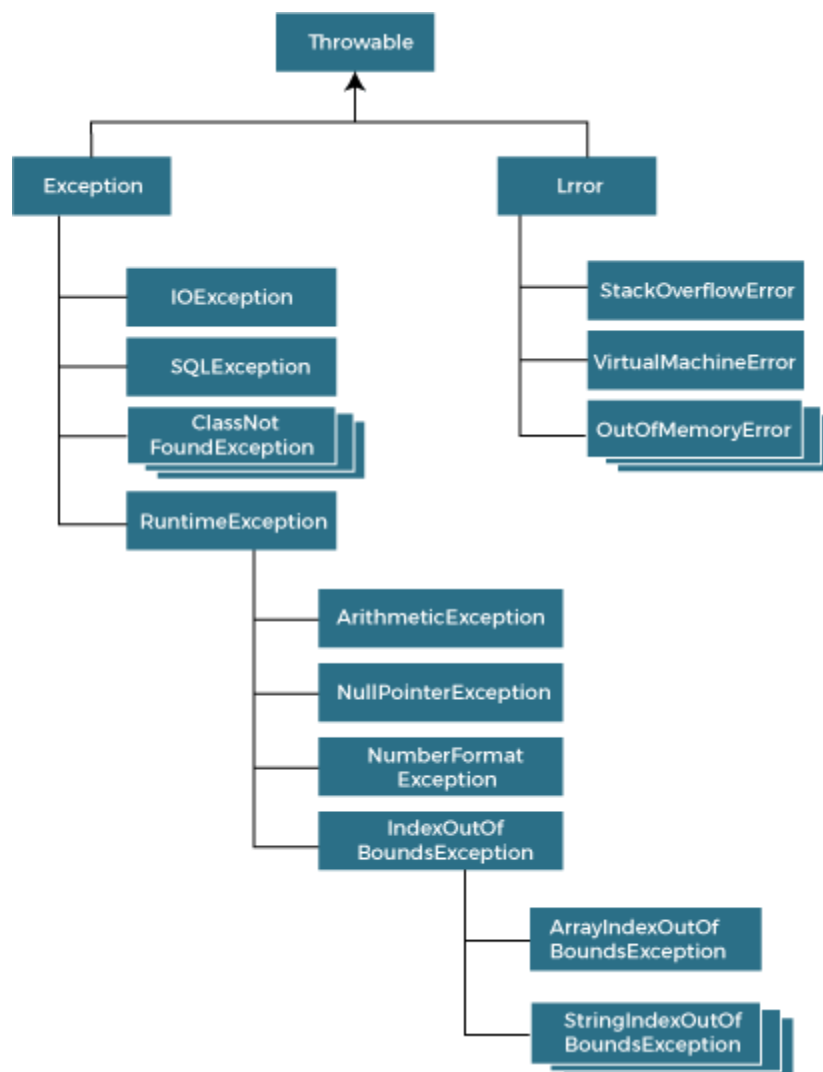 Throwable
Exception
Lrror
IOException
SQLException
ClassNot
FoundException
RuntimeException
StackOverflowError
VirtualMachineError
OutOfMemoryError
ArithmeticException
NullPointerException
NumberFormat
Exception
IndexOutOf
BoundsException
ArrayIndexOutOf
BoundsException
StringIndexOutOf
BoundsException